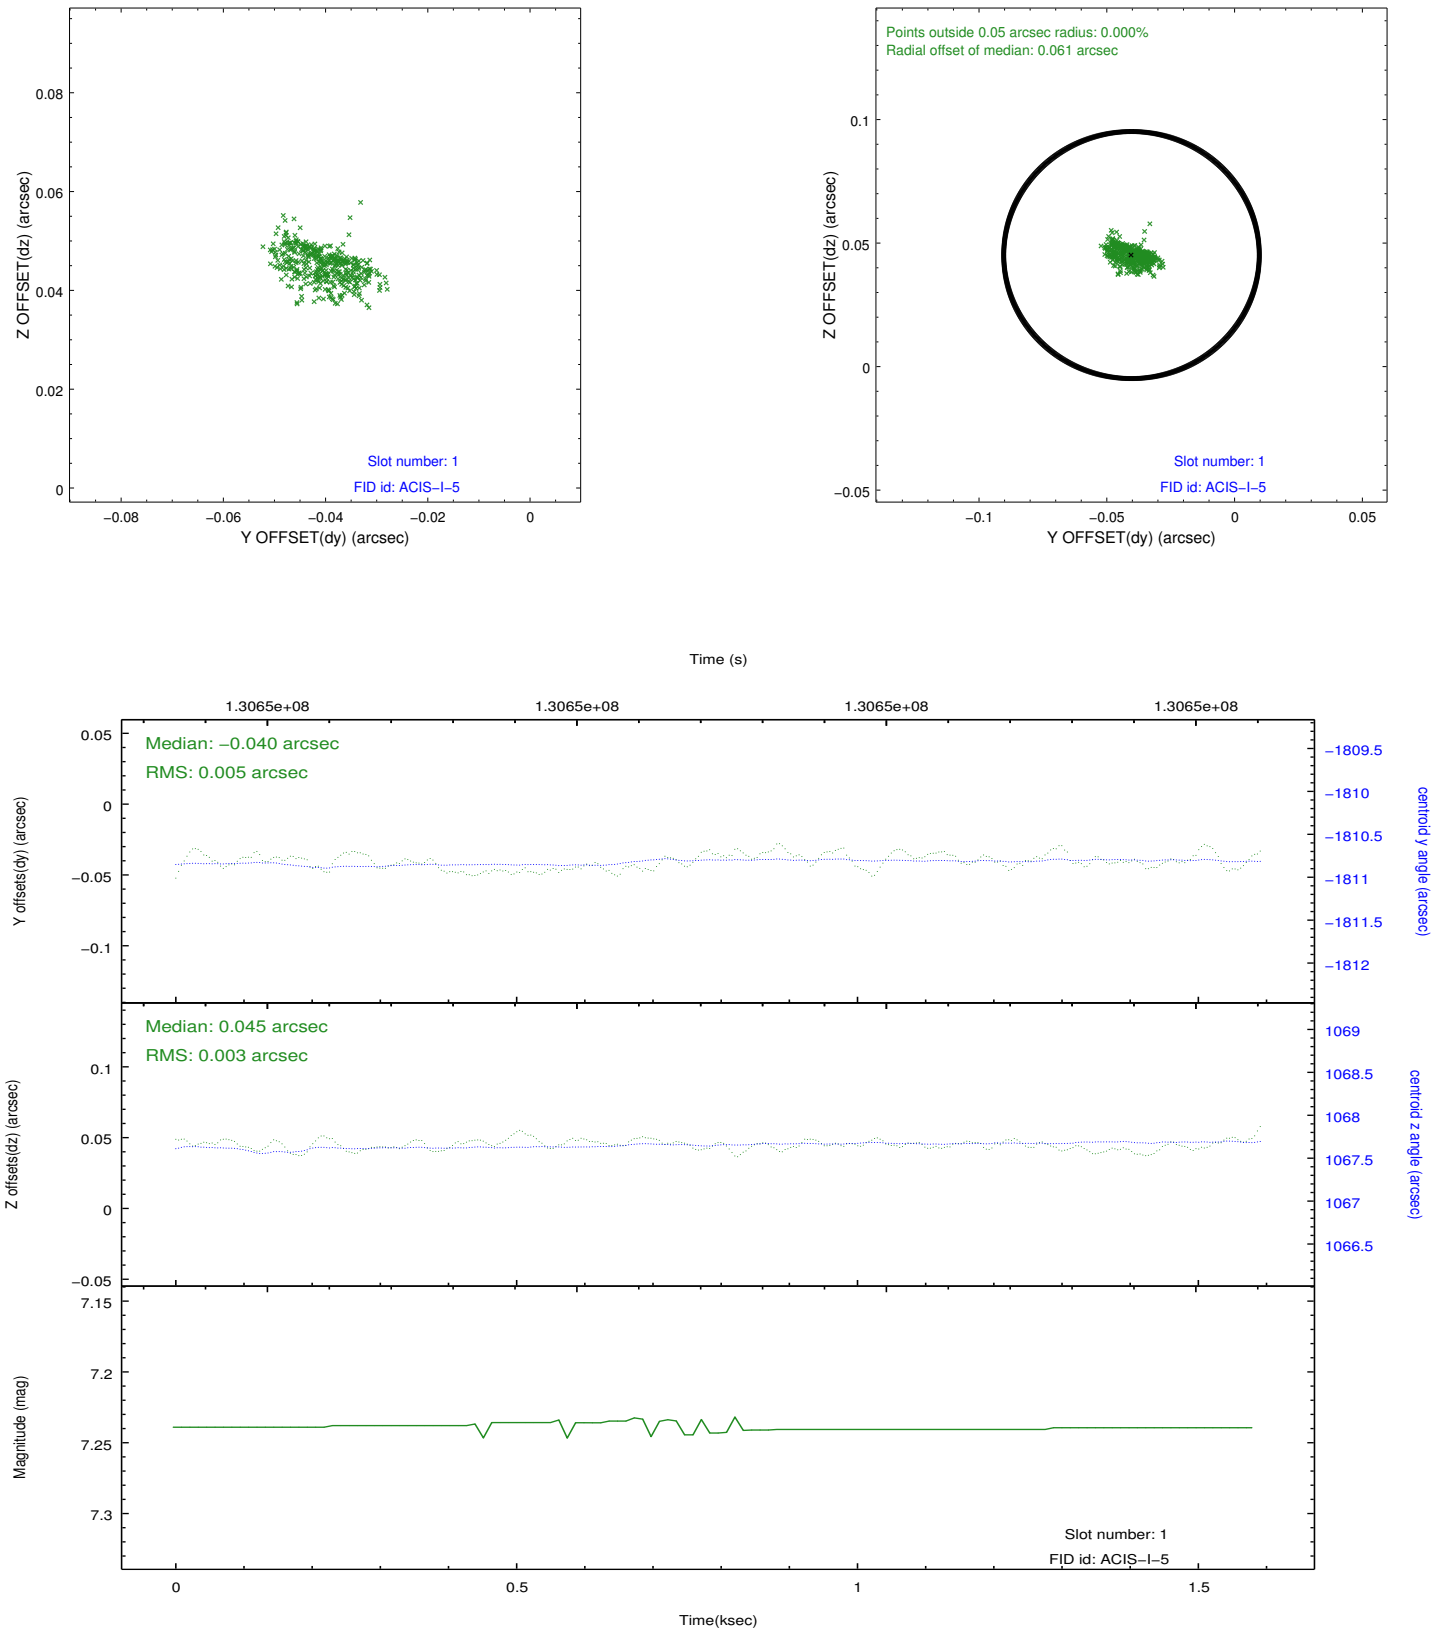 0.08
0.06
0.04
0.02
0
Z OFFSET(dz) (arcsec)
Slot number: 1
FID id: ACIS−I−5
−0.08
−0.06
−0.04
−0.02
0
Y OFFSET(dy) (arcsec)
Points outside 0.05 arcsec radius: 0.000%
Radial offset of median: 0.061 arcsec
0.1
0.05
0
−0.05
Z OFFSET(dz) (arcsec)
Slot number: 1
FID id: ACIS−I−5
−0.1
−0.05
0
0.05
Y OFFSET(dy) (arcsec)
Time (s)
1.3065e+08
1.3065e+08
1.3065e+08
1.3065e+08
Median: −0.040 arcsec
RMS: 0.005 arcsec
0.05
0
−0.05
−0.1
Y offsets(dy) (arcsec)
−1809.5
−1810
−1810.5
−1811
−1811.5
−1812
centroid y angle (arcsec)
Median: 0.045 arcsec
RMS: 0.003 arcsec
0.1
0.05
0
−0.05
Z offsets(dz) (arcsec)
1069
1068.5
1068
1067.5
1067
1066.5
centroid z angle (arcsec)
7.15
7.2
7.25
7.3
Magnitude (mag)
Slot number: 1
FID id: ACIS−I−5
0
0.5
1
1.5
Time(ksec)